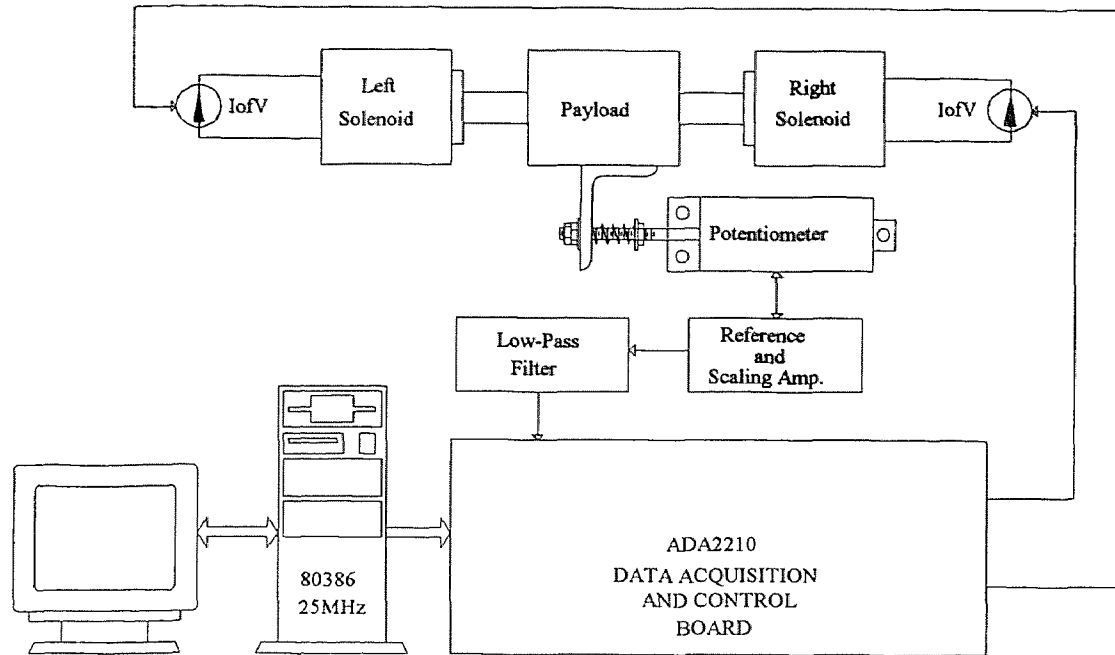 IofV
Left
Solenoid
Payload
Right
Solenoid
IofV
Potentiometer
Low-Pass
Filter
Reference
and
Scaling Amp.
80386
25MHz
ADA2210
DATA ACQUISITION
AND CONTROL
BOARD